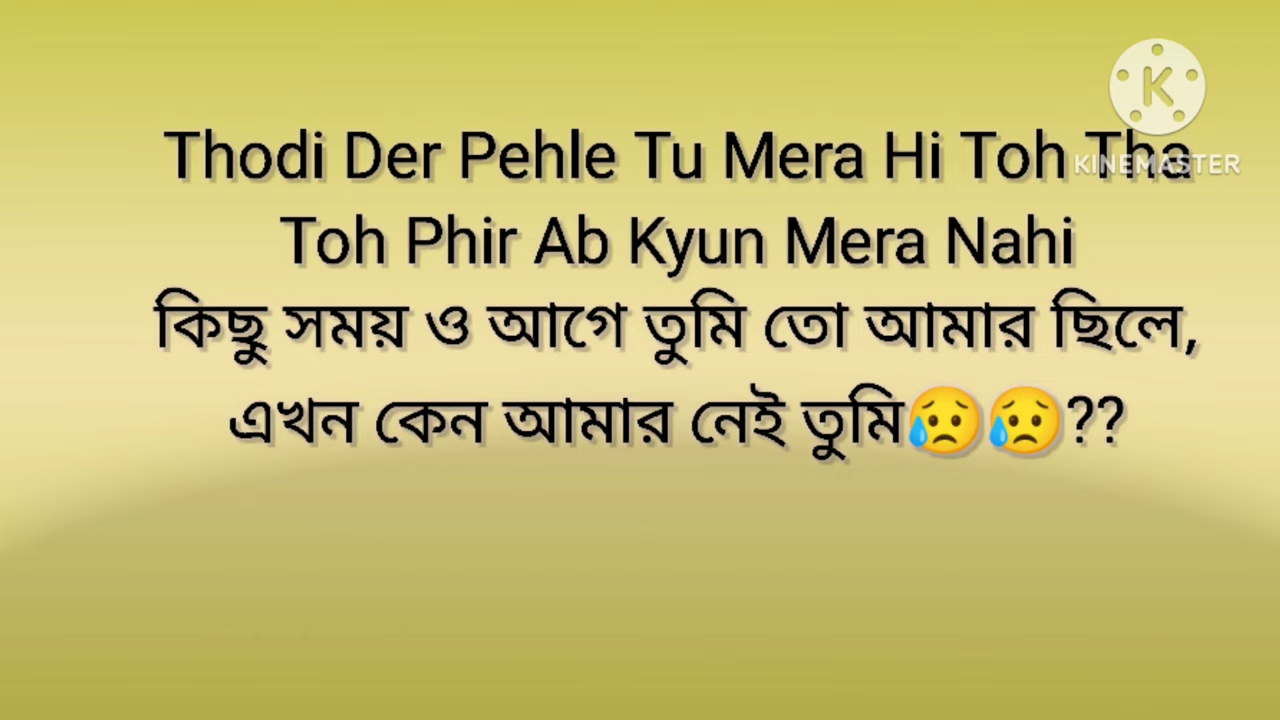 Thodi Der Pehle Tu Mera Hi Toh Tha
Toh Phir Ab Kyun Mera Nahi
কিছু সময় ও আগে তুমি তো আমার ছিলে,
এখন কেন আমার নেই তুমি😥😥??
K
KINEMASTER